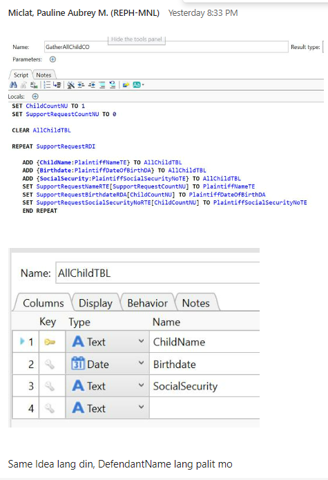 Miclat, Pauline Aubrey M. (REPH-MNL) Yesterday 8:33 PM
Hide the tools panel
Name: GatherAllChildCO Result type:
Parameters:
Script Notes
Locals:
SET ChildCountNU TO 1
SET SupportRequestCountNU TO 0
CLEAR AllChildTBL
REPEAT SupportRequestRDI
ADD {ChildName:PlaintiffNameTE} TO AllChildTBL
ADD {Birthdate:PlaintiffDateOfBirthDA} TO AllChildTBL
ADD {SocialSecurity:PlaintiffSocialSecurityNoTE} TO AllChildTBL
SET SupportRequestNameRTE[SupportRequestCountNU] TO PlaintiffNameTE
SET SupportRequestBirthdateRDA[ChildCountNU] TO PlaintiffDateOfBirthDA
SET SupportRequestSocialSecurityNoRTE[ChildCountNU] TO PlaintiffSocialSecurityNoTE
END REPEAT
Name: AllChildTBL
Columns Display Behavior Notes
Key Type Name
1 A Text ChildName
2 31 Date Birthdate
3 A Text SocialSecurity
4 A Text
Same Idea lang din, DefendantName lang palit mo